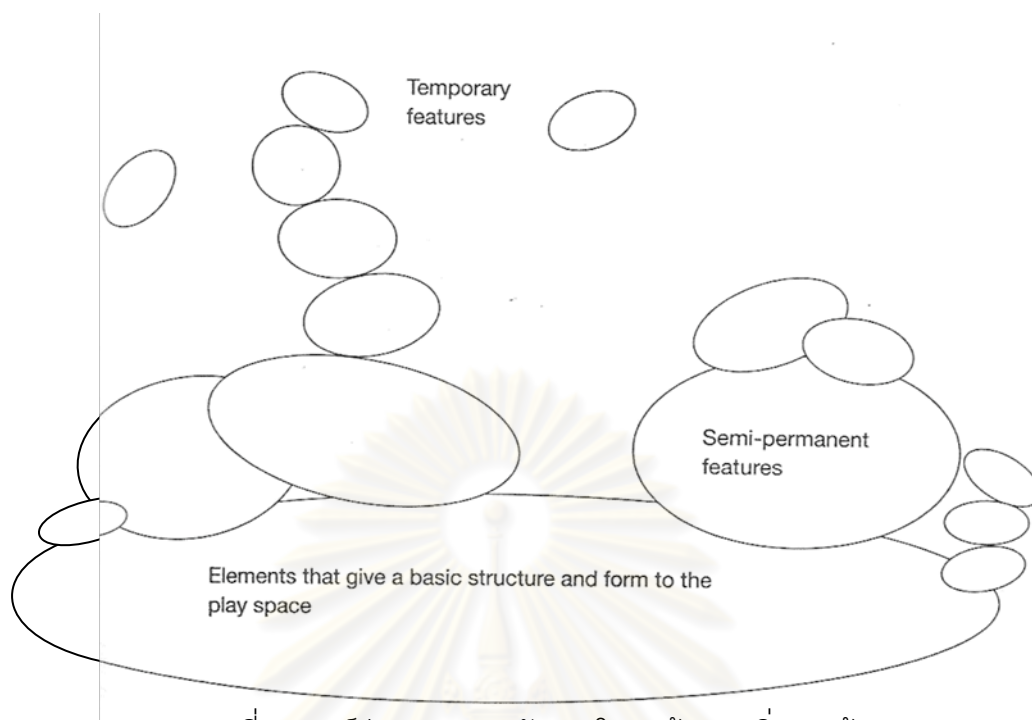 Temporary
features
Semi-permanent
features
Elements that give a basic structure and form to the
play space